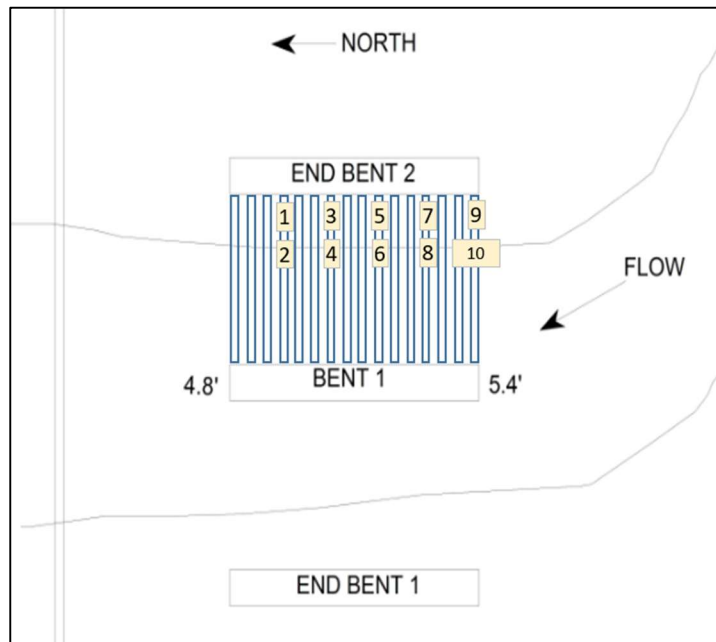 NORTH
END BENT 2
1 3 5 7 9
2 4 6 8 10
FLOW
4.8' BENT 1 5.4'
END BENT 1